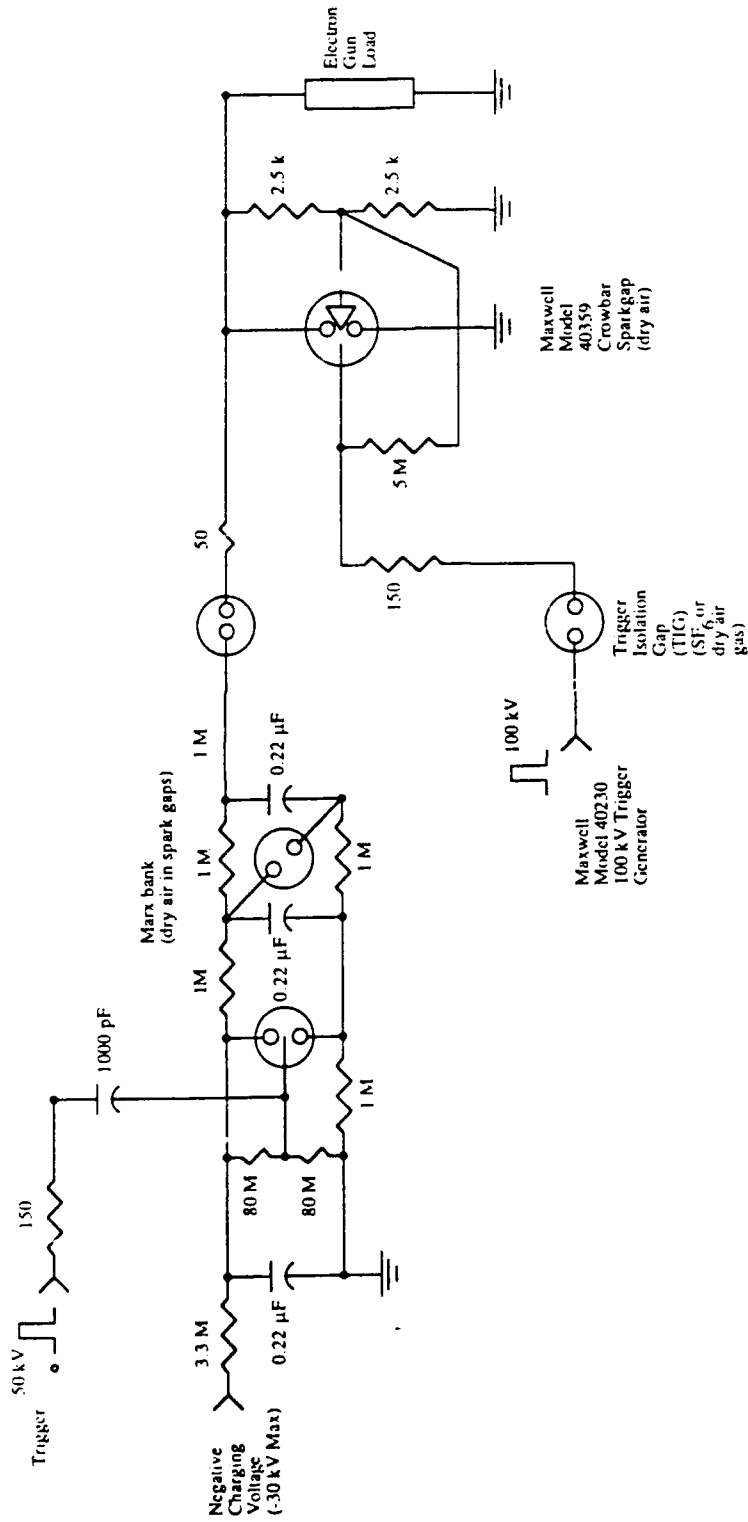 Trigger
50 kV
150
1000 pF
Negative
Charging
Voltage
(-30 kV Max)
3.3 M
0.22 µF
80 M
80 M
1 M
1M
0.22 µF
Marx bank
(dry air in spark gaps)
1 M
1 M
0.22 µF
1 M
50
2.5 k
2.5 k
Electron
Gun
Load
Maxwell
Model
40359
Crowbar
Sparkgap
(dry air)
5 M
150
Trigger
Isolation
Gap
(TIG)
(SF6 or
dry air
gas)
100 kV
Maxwell
Model 40230
100 kV Trigger
Generator